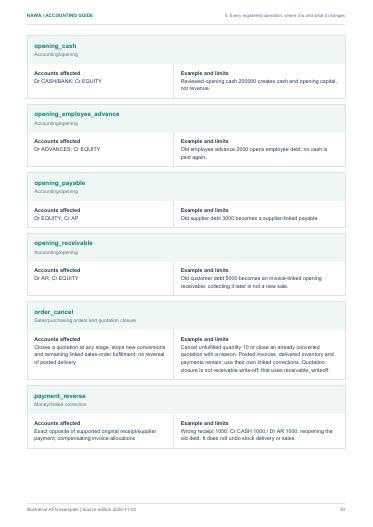 NAWA / ACCOUNTING GUIDE
5. Every registered operation: where it is and what it changes
opening_cash
Accounting/opening
Accounts affected
Dr CASH/BANK; Cr EQUITY
Example and limits
Reviewed opening cash 200000 creates cash and opening capital,
not revenue.
opening_employee_advance
Accounting/opening
Accounts affected
Dr ADVANCES; Cr EQUITY
Example and limits
Old employee advance 2000 opens employee debt; no cash is
paid again.
opening_payable
Accounting/opening
Accounts affected
Dr EQUITY; Cr AP
Example and limits
Old supplier debt 3000 becomes a supplier-linked payable.
opening_receivable
Accounting/opening
Accounts affected
Dr AR; Cr EQUITY
Example and limits
Old customer debt 5000 becomes an invoice-linked opening
receivable; collecting it later is not a new sale.
order_cancel
Sales/purchasing orders and quotation closure
Accounts affected
Closes a quotation at any stage, stops new conversions
and remaining linked sales-order fulfilment; no reversal
of posted delivery
Example and limits
Cancel unfulfilled quantity 10 or close an already converted
quotation with a reason. Posted invoices, delivered inventory and
payments remain; use their own linked corrections. Quotation
closure is not receivable write-off; that uses receivable_writeoff.
payment_reverse
Money/linked correction
Accounts affected
Exact opposite of supported original receipt/supplier
payment; compensating invoice allocations
Example and limits
Wrong receipt 1000: Cr CASH 1000 / Dr AR 1000, reopening the
old debt. It does not undo stock delivery or sales.
Illustrative AFN examples | Source edition
30